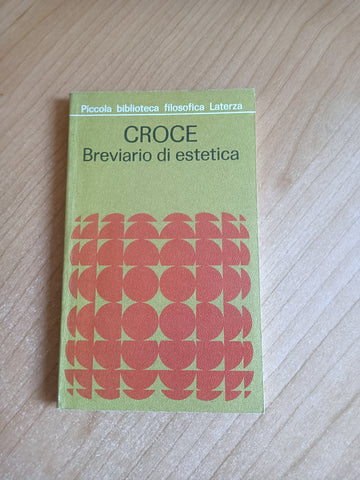 Piccola biblioteca filosofica Laterza
CROCE
Breviario di estetica